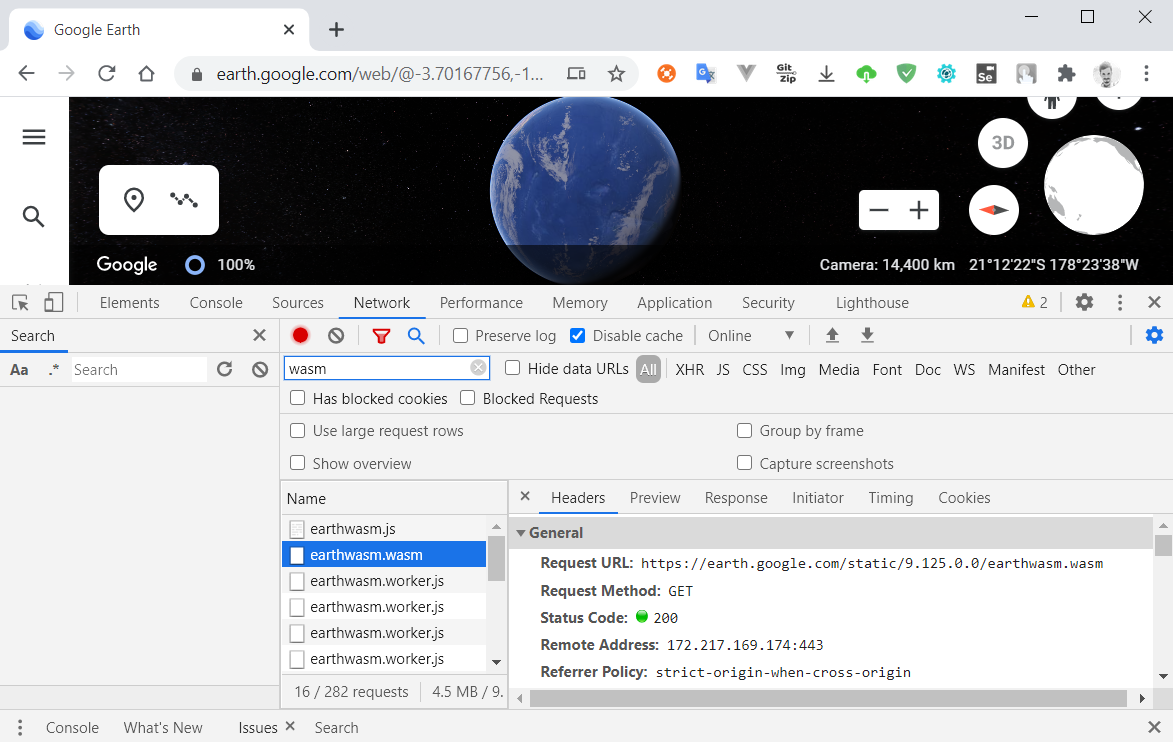 Google Earth
earth.google.com/web/@-3.70167756,-1...
Git Zip
Se
3D
Google 100%
Camera: 14,400 km 21°12'22"S 178°23'38"W
Elements Console Sources Network Performance Memory Application Security Lighthouse 2
Search
Preserve log Disable cache Online
Aa .* Search
wasm Hide data URLs All XHR JS CSS Img Media Font Doc WS Manifest Other
Has blocked cookies Blocked Requests
Use large request rows Group by frame
Show overview Capture screenshots
Name
Headers Preview Response Initiator Timing Cookies
earthwasm.js
earthwasm.wasm
earthwasm.worker.js
earthwasm.worker.js
earthwasm.worker.js
earthwasm.worker.js
16 / 282 requests 4.5 MB / 9.
General
Request URL: https://earth.google.com/static/9.125.0.0/earthwasm.wasm
Request Method: GET
Status Code: 200
Remote Address: 172.217.169.174:443
Referrer Policy: strict-origin-when-cross-origin
Console What's New Issues Search